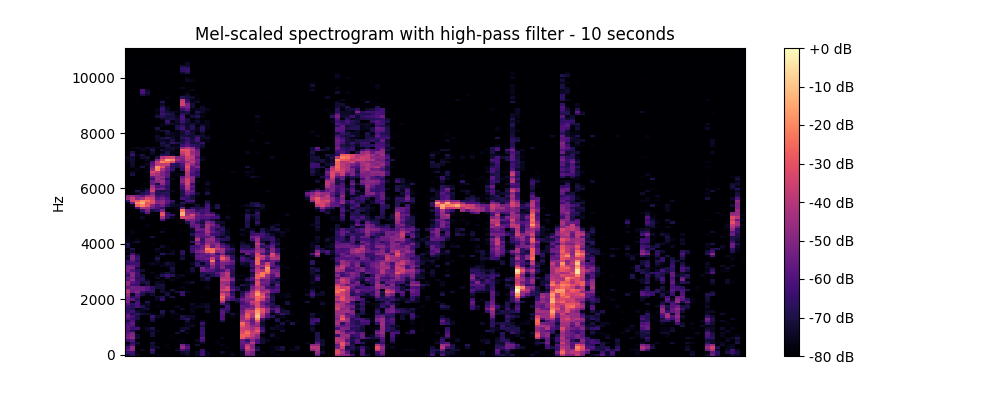 Mel-scaled spectrogram with high-pass filter - 10 seconds
Hz
10000
8000
6000
4000
2000
0
+0 dB
-10 dB
-20 dB
-30 dB
-40 dB
-50 dB
-60 dB
-70 dB
-80 dB